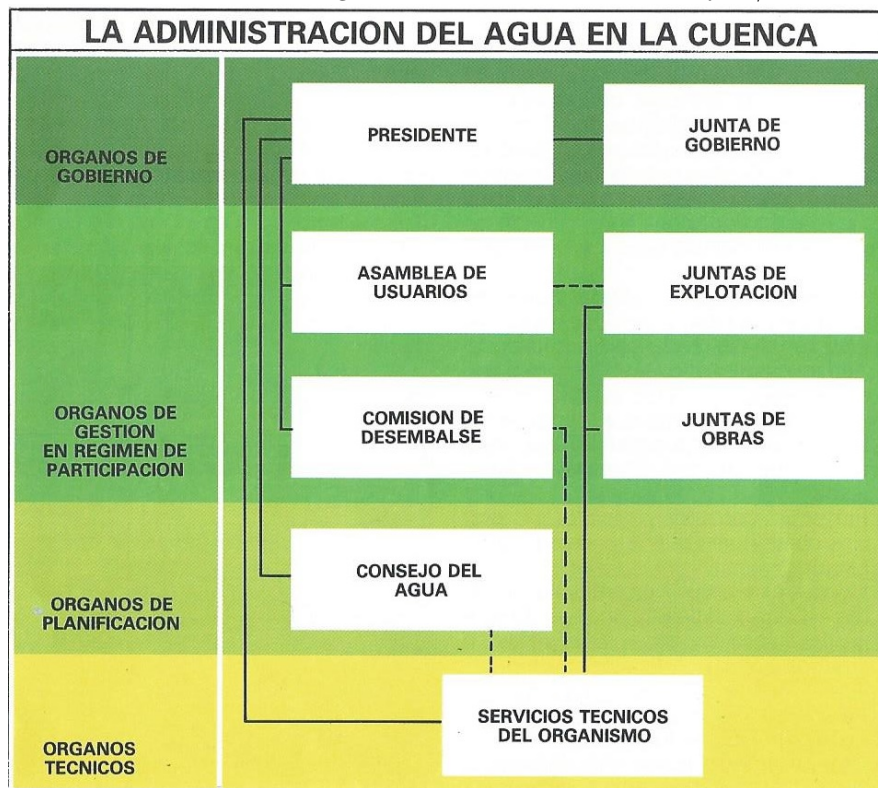 LA ADMINISTRACION DEL AGUA EN LA CUENCA
ORGANOS DE
GOBIERNO
PRESIDENTE
JUNTA DE
GOBIERNO
ORGANOS DE
GESTION
EN REGIMEN DE
PARTICIPACION
ASAMBLEA DE
USUARIOS
JUNTAS DE
EXPLOTACION
COMISION DE
DESEMBALSE
JUNTAS DE
OBRAS
ORGANOS DE
PLANIFICACION
CONSEJO DEL
AGUA
ORGANOS
TECNICOS
SERVICIOS TECNICOS
DEL ORGANISMO